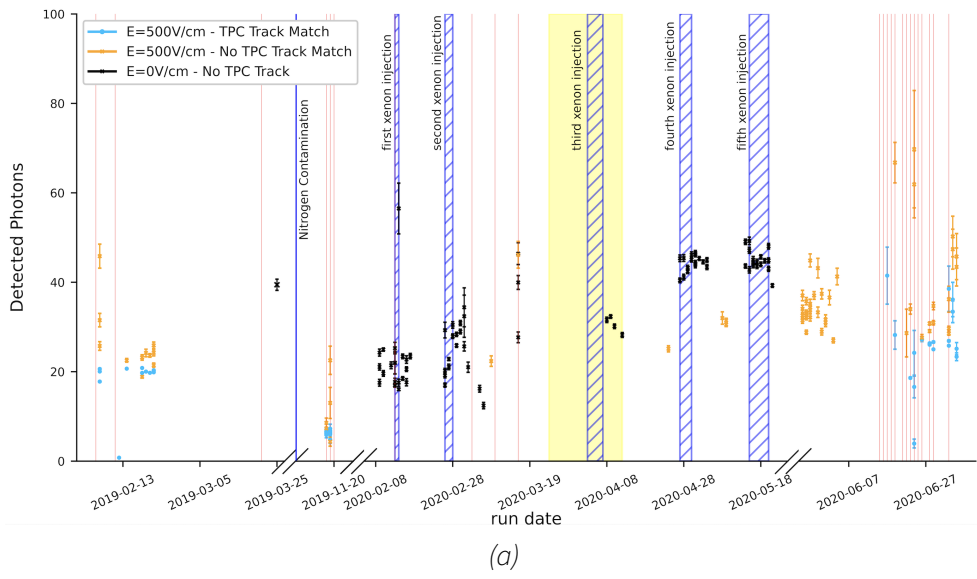 E=500V/cm - TPC Track Match
E=500V/cm - No TPC Track Match
E=0V/cm - No TPC Track
Detected Photons
100
80
60
40
20
0
Nitrogen Contamination
first xenon injection
second xenon injection
third xenon injection
fourth xenon injection
fifth xenon injection
2019-02-13
2019-03-05
2019-03-25
2019-11-20
2020-02-08
2020-02-28
2020-03-19
2020-04-08
2020-04-28
2020-05-18
2020-06-07
2020-06-27
run date
(a)